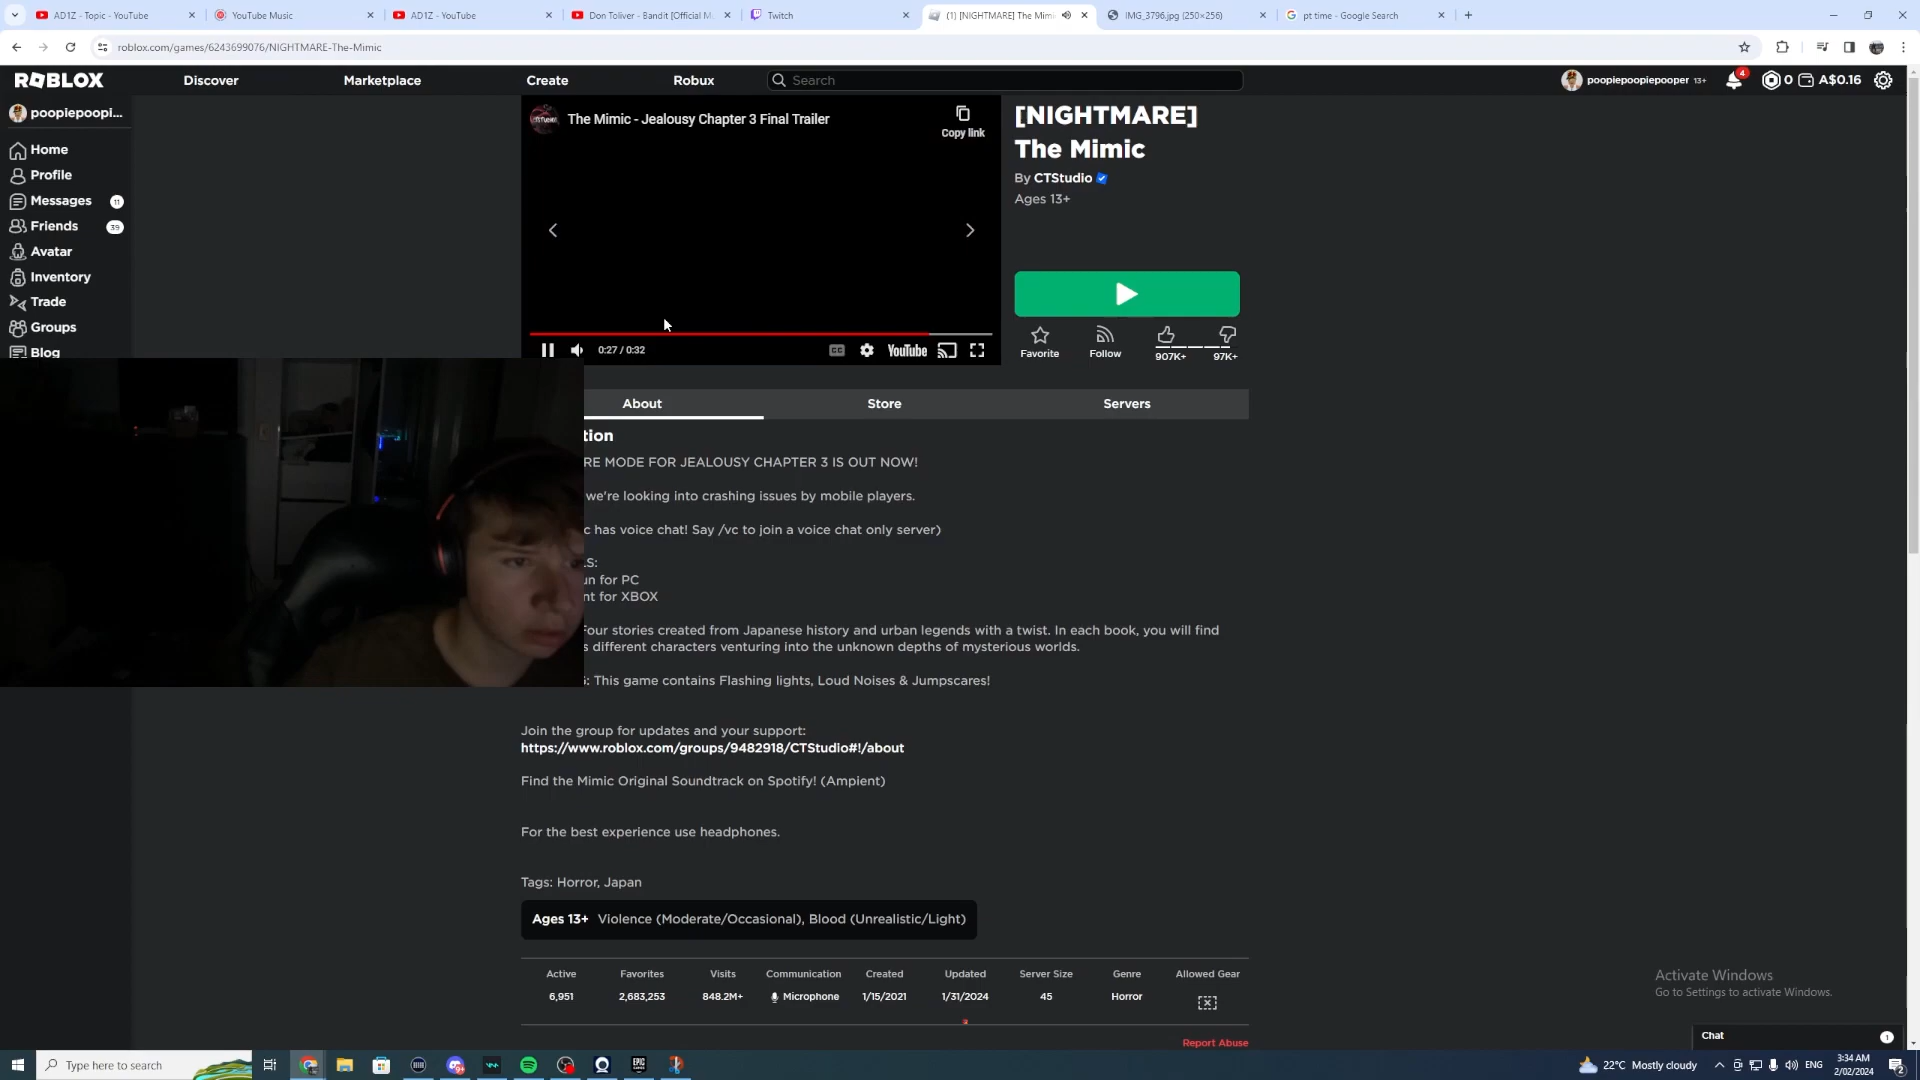 AD1Z - Topic - YouTube
YouTube Music
AD1Z - YouTube
Don Toliver - Bandit [Official M
Twitch
(1) [NIGHTMARE] The Mimi
IMG_3796.jpg (250×256)
pt time - Google Search
roblox.com/games/6243699076/NIGHTMARE-The-Mimic
ROBLOX
Discover
Marketplace
Create
Robux
Search
poopiepoopiepooper 13+
4
0
A$0.16
poopiepoopi...
Home
Profile
Messages 11
Friends 39
Avatar
Inventory
Trade
Groups
Blog
The Mimic - Jealousy Chapter 3 Final Trailer
Copy link
0:27 / 0:32
CC
YouTube
[NIGHTMARE]
The Mimic
By CTStudio
Ages 13+
Favorite
Follow
907K+
97K+
About
Store
Servers
tion
RE MODE FOR JEALOUSY CHAPTER 3 IS OUT NOW!
we're looking into crashing issues by mobile players.
c has voice chat! Say /vc to join a voice chat only server)
LS:
un for PC
nt for XBOX
Four stories created from Japanese history and urban legends with a twist. In each book, you will find
s different characters venturing into the unknown depths of mysterious worlds.
G: This game contains Flashing lights, Loud Noises & Jumpscares!
Join the group for updates and your support:
https://www.roblox.com/groups/9482918/CTStudio#!/about
Find the Mimic Original Soundtrack on Spotify! (Ampient)
For the best experience use headphones.
Tags: Horror, Japan
Ages 13+ Violence (Moderate/Occasional), Blood (Unrealistic/Light)
Active Favorites Visits Communication Created Updated Server Size Genre Allowed Gear
6,951 2,683,253 848.2M+ Microphone 1/15/2021 1/31/2024 45 Horror
Report Abuse
Activate Windows
Go to Settings to activate Windows.
Chat 1
Type here to search
EPIC
22°C Mostly cloudy
ENG
3:34 AM
2/02/2024
2